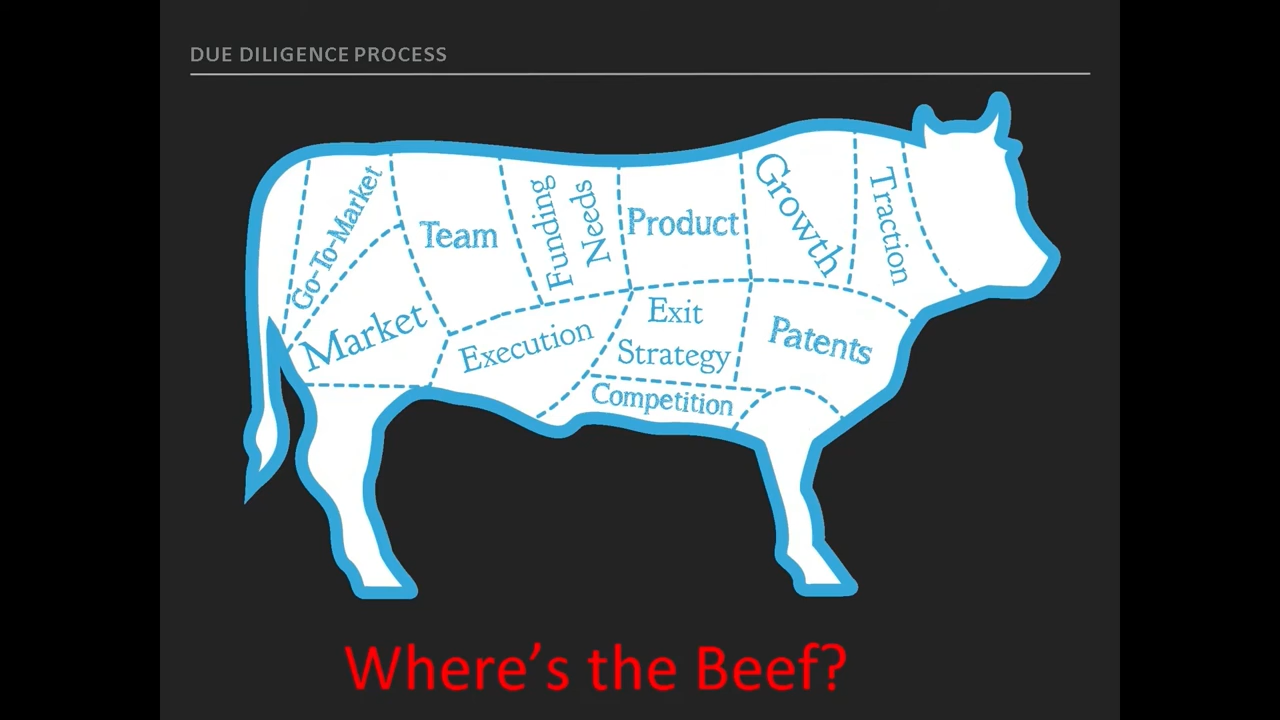 DUE DILIGENCE PROCESS
Go-To-Market
Team
Funding
Needs
Product
Growth
Traction
Market
Execution
Exit
Strategy
Patents
Competition
Where's the Beef?